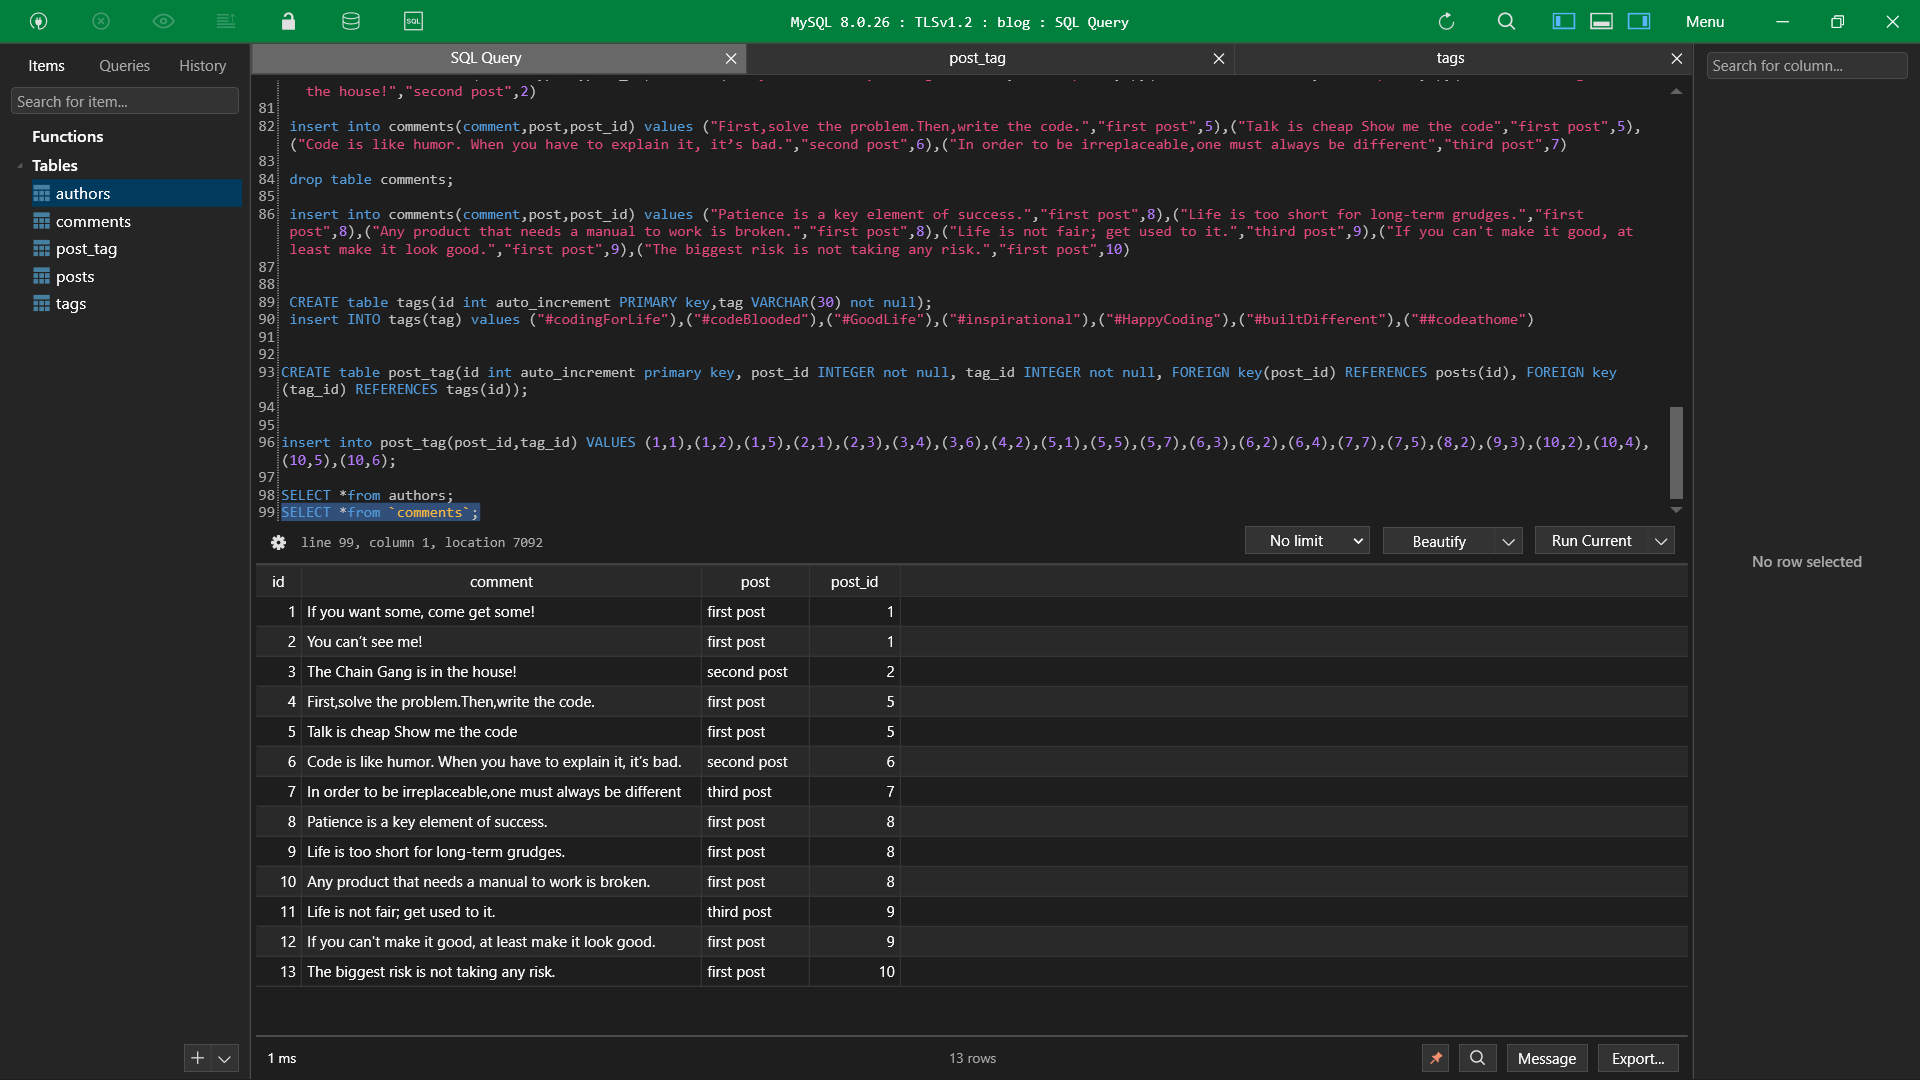 MySQL 8.0.26 : TLSv1.2 : blog : SQL Query
Menu
Items Queries History
Search for item...
Functions
Tables
authors
comments
post_tag
posts
tags
SQL Query
post_tag
tags
Search for column...
the house!","second post",2)
81
82 insert into comments(comment,post,post_id) values ("First,solve the problem.Then,write the code.","first post",5),("Talk is cheap Show me the code","first post",5),
("Code is like humor. When you have to explain it, it’s bad.","second post",6),("In order to be irreplaceable,one must always be different","third post",7)
83
84 drop table comments;
85
86 insert into comments(comment,post,post_id) values ("Patience is a key element of success.","first post",8),("Life is too short for long-term grudges.","first
post",8),("Any product that needs a manual to work is broken.","first post",8),("Life is not fair; get used to it.","third post",9),("If you can't make it good, at
least make it look good.","first post",9),("The biggest risk is not taking any risk.","first post",10)
87
88
89 CREATE table tags(id int auto_increment PRIMARY key,tag VARCHAR(30) not null);
90 insert INTO tags(tag) values ("#codingForLife"),("#codeBlooded"),("#GoodLife"),("#inspirational"),("#HappyCoding"),("#builtDifferent"),("##codeathome")
91
92
93 CREATE table post_tag(id int auto_increment primary key, post_id INTEGER not null, tag_id INTEGER not null, FOREIGN key(post_id) REFERENCES posts(id), FOREIGN key
(tag_id) REFERENCES tags(id));
94
95
96 insert into post_tag(post_id,tag_id) VALUES (1,1),(1,2),(1,5),(2,1),(2,3),(3,4),(3,6),(4,2),(5,1),(5,5),(5,7),(6,3),(6,2),(6,4),(7,7),(7,5),(8,2),(9,3),(10,2),(10,4),
(10,5),(10,6);
97
98 SELECT *from authors;
99 SELECT *from `comments`;
line 99, column 1, location 7092
No limit
Beautify
Run Current
No row selected
id comment post post_id
1 If you want some, come get some! first post 1
2 You can’t see me! first post 1
3 The Chain Gang is in the house! second post 2
4 First,solve the problem.Then,write the code. first post 5
5 Talk is cheap Show me the code first post 5
6 Code is like humor. When you have to explain it, it’s bad. second post 6
7 In order to be irreplaceable,one must always be different third post 7
8 Patience is a key element of success. first post 8
9 Life is too short for long-term grudges. first post 8
10 Any product that needs a manual to work is broken. first post 8
11 Life is not fair; get used to it. third post 9
12 If you can't make it good, at least make it look good. first post 9
13 The biggest risk is not taking any risk. first post 10
1 ms
13 rows
Message
Export...